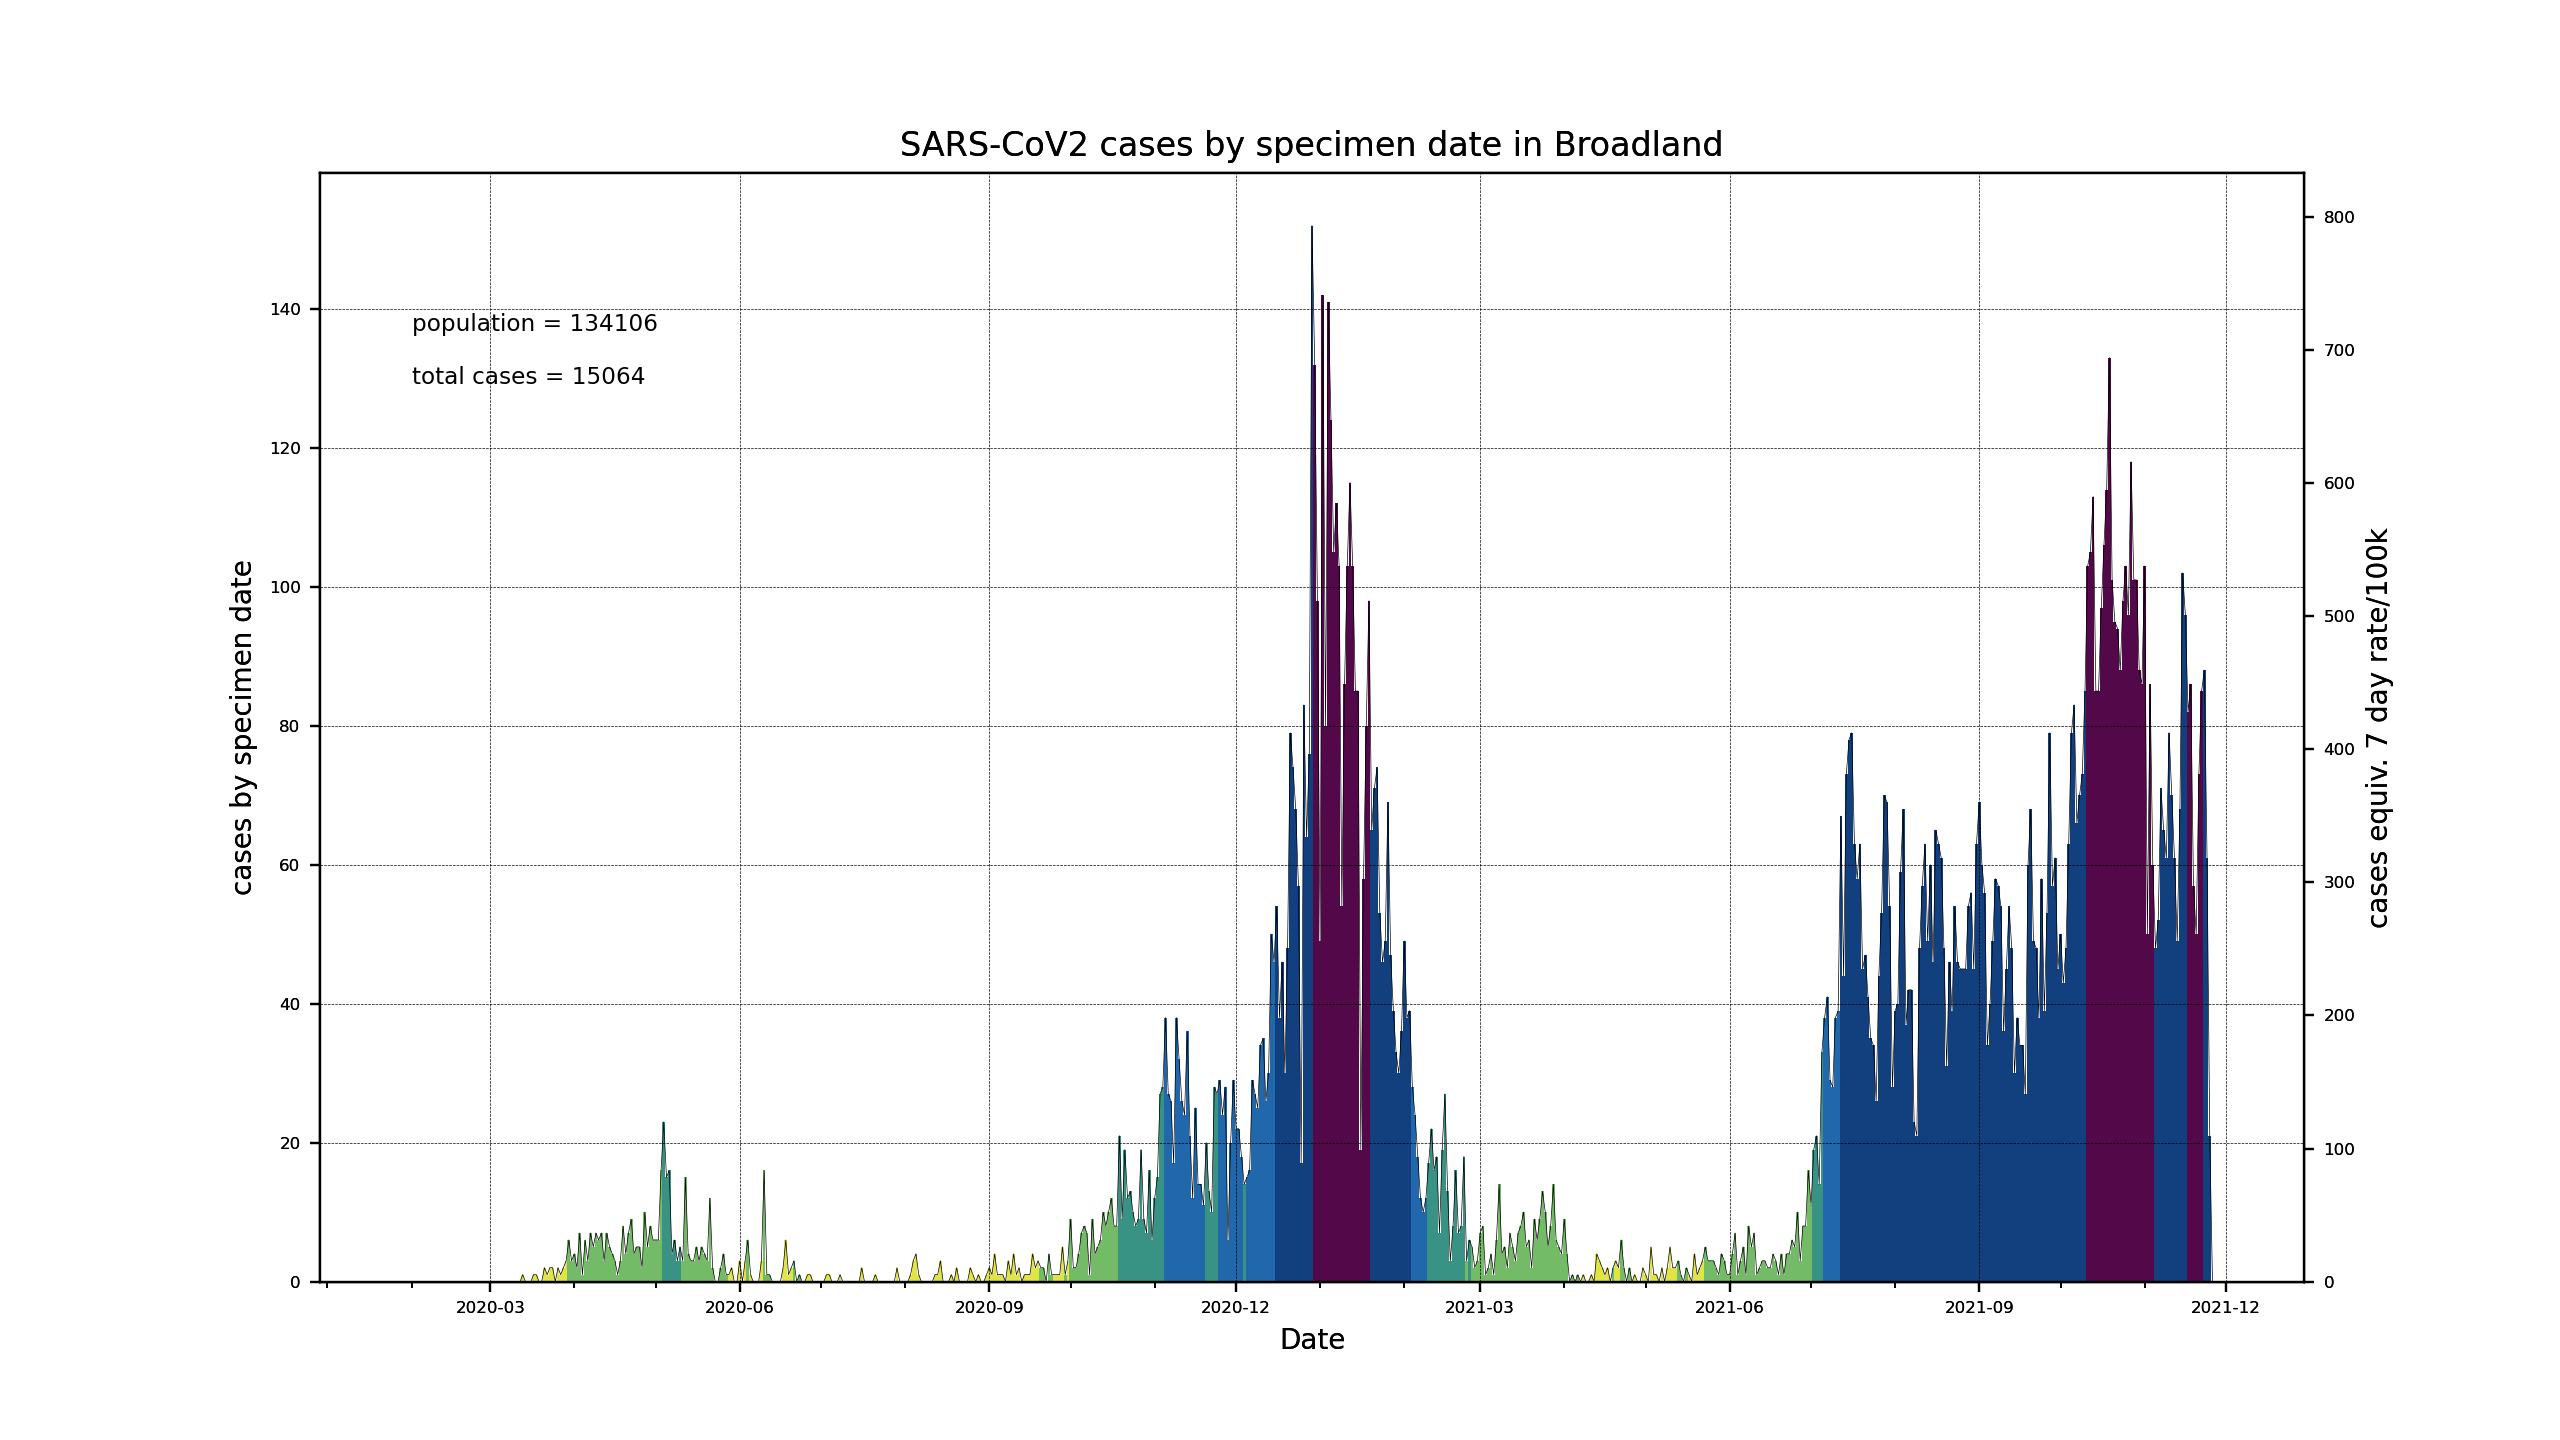 SARS-CoV2 cases by specimen date in Broadland
population = 134106
total cases = 15064
cases by specimen date
140
120
100
80
60
40
20
0
800
700
600
500
400
300
200
100
0
cases equiv. 7 day rate/100k
2020-03 2020-06 2020-09 2020-12 2021-03 2021-06 2021-09 2021-12
Date